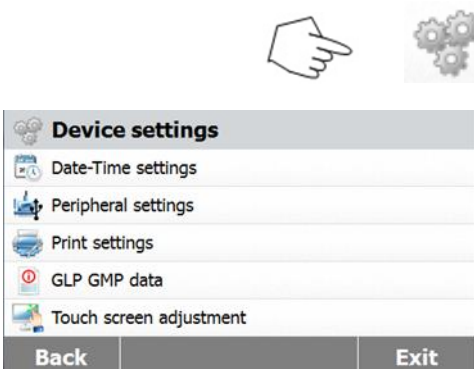 Device settings
Date-Time settings
Peripheral settings
Print settings
GLP GMP data
Touch screen adjustment
Back Exit